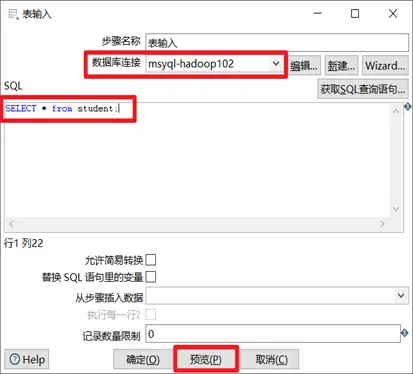 表输入
步骤名称 表输入
数据库连接 msyql-hadoop102 编辑... 新建... Wizard...
SQL 获取SQL查询语句...
SELECT * from student;
行1 列22
允许简易转换
替换 SQL 语句里的变量
从步骤插入数据
执行每一行?
记录数量限制 0
Help 确定(O) 预览(P) 取消(C)